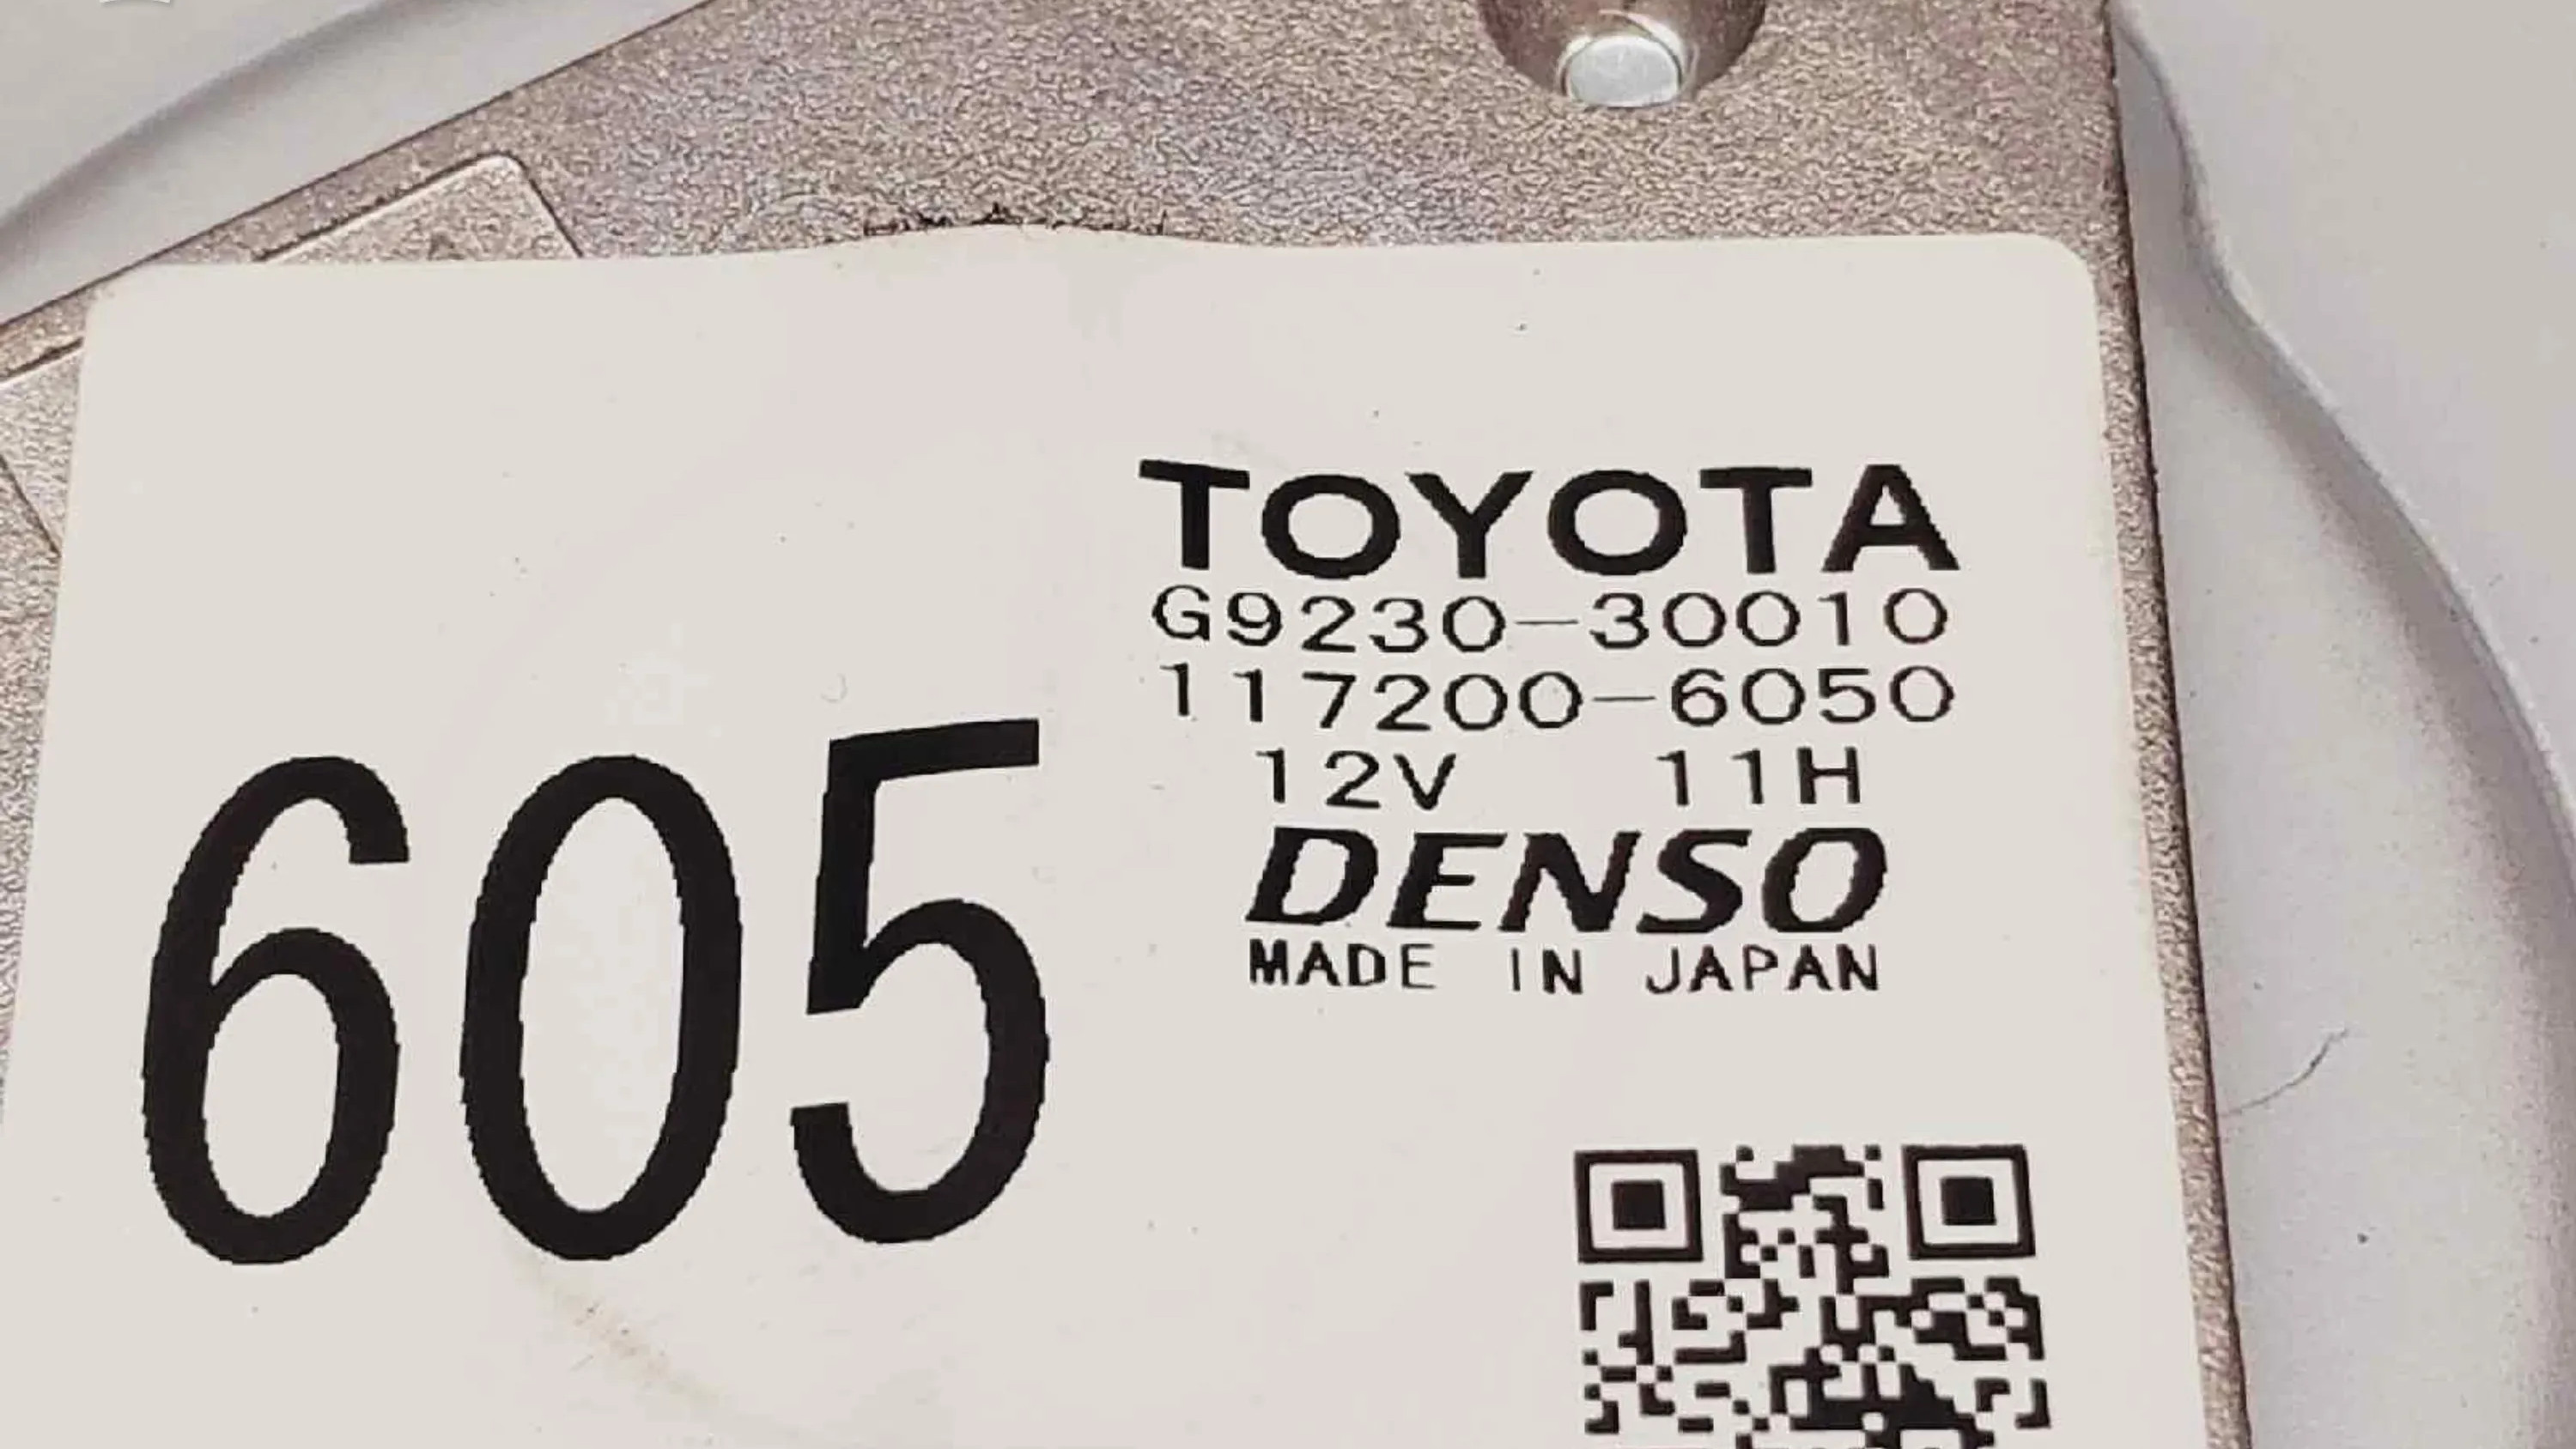 TOYOTA
G9230-30010
117200-6050
12V 11H
DENSO
MADE IN JAPAN
605